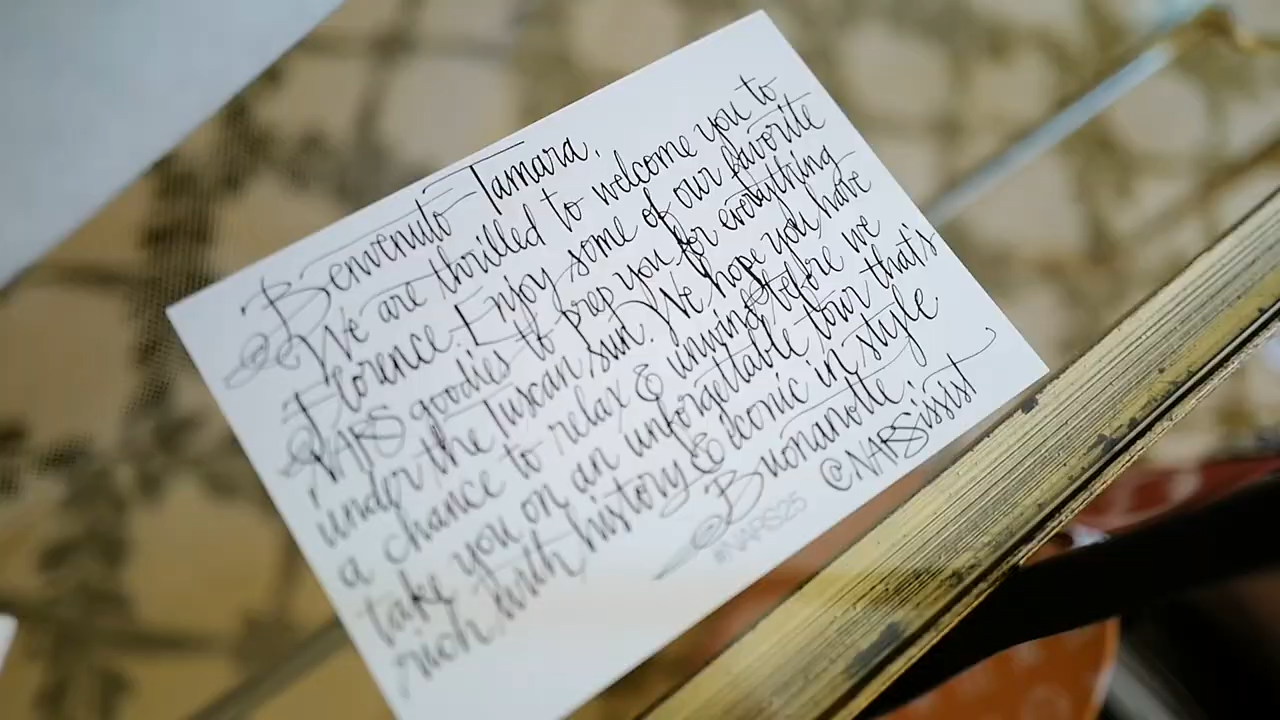 Benvenuto Tamara,
We are thrilled to welcome you to
Florence. Enjoy some of our favorite
NARS goodies to prep you for everything
under the Tuscan sun. We hope you have
a chance to relax & unwind before we
take you on an unforgettable tour that's
rich with history & iconic in style.
Buonanotte,
@NARSissist
#NARS25